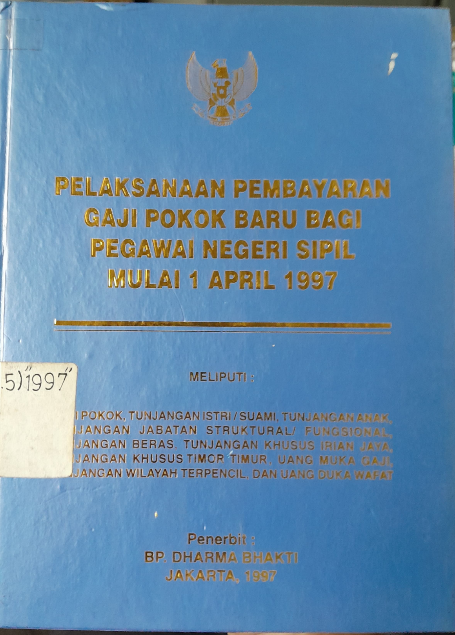 PELAKSANAAN PEMBAYARAN
GAJI POKOK BARU BAGI
PEGAWAI NEGERI SIPIL
MULAI 1 APRIL 1997
MELIPUTI :
5)"1997"
POKOK, TUNJANGAN ISTRI/SUAMI, TUNJANGAN ANAK,
JANGAN JABATAN STRUKTURAL/ FUNGSIONAL,
JANGAN BERAS, TUNJANGAN KHUSUS IRIAN JAYA,
JANGAN KHUSUS TIMOR TIMUR, UANG MUKA GAJI,
JANGAN WILAYAH TERPENCIL, DAN UANG DUKA WAFAT
Penerbit :
BP. DHARMA BHAKTI
JAKARTA, 1997